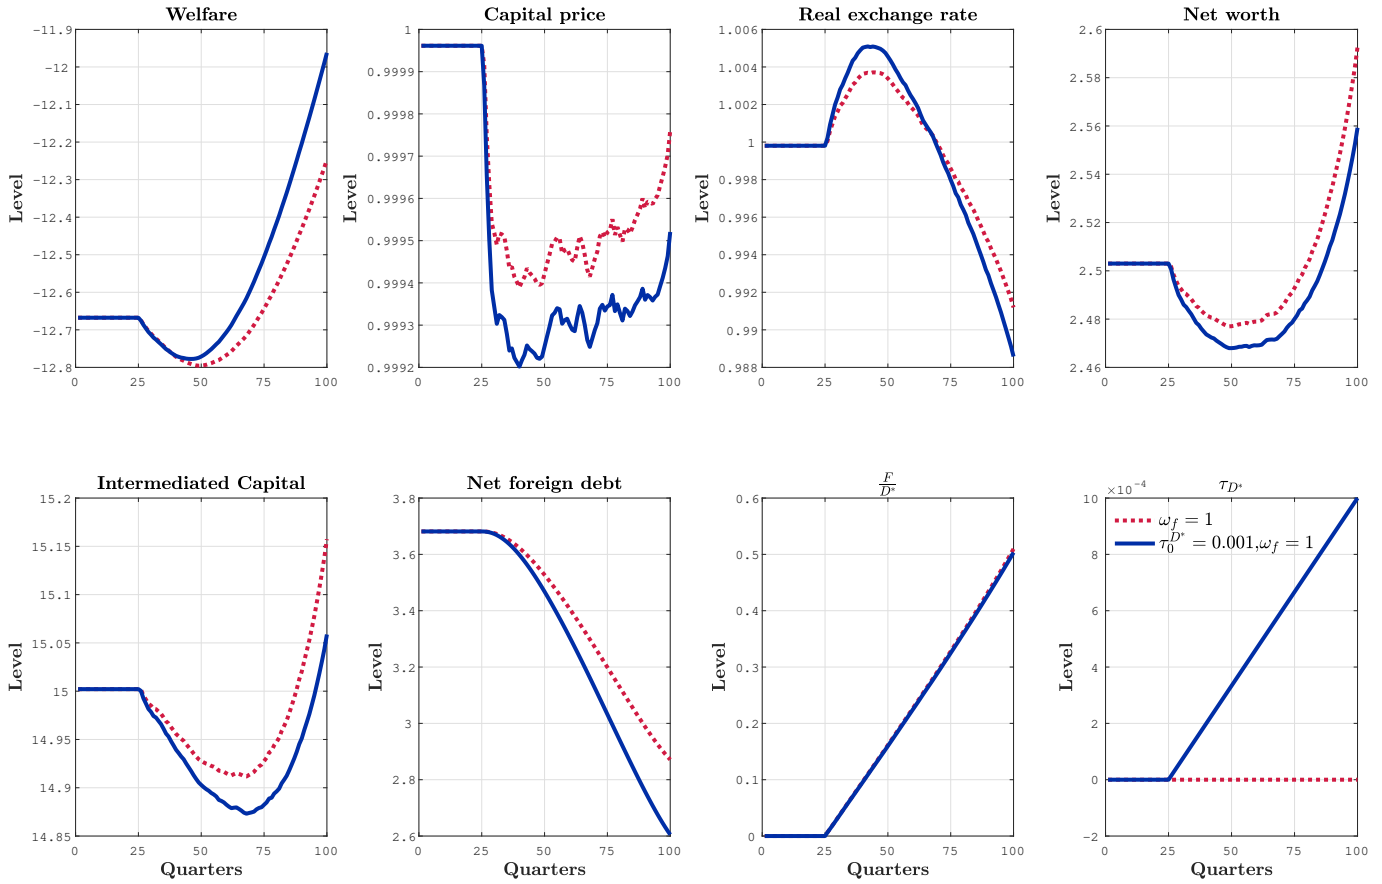 Welfare
Capital price
Real exchange rate
Net worth
-11.9
-12
-12.1
-12.2
-12.3
-12.4
-12.5
-12.6
-12.7
-12.8
Level
0 25 50 75 100
1
0.9999
0.9998
0.9997
0.9996
0.9995
0.9994
0.9993
0.9992
Level
0 25 50 75 100
1.006
1.004
1.002
1
0.998
0.996
0.994
0.992
0.99
0.988
Level
0 25 50 75 100
2.6
2.58
2.56
2.54
2.52
2.5
2.48
2.46
Level
0 25 50 75 100
Intermediated Capital
Net foreign debt
F/D*
τ_{D*}
15.2
15.15
15.1
15.05
15
14.95
14.9
14.85
Level
0 25 50 75 100
Quarters
3.8
3.6
3.4
3.2
3
2.8
2.6
Level
0 25 50 75 100
Quarters
0.6
0.5
0.4
0.3
0.2
0.1
0
Level
0 25 50 75 100
Quarters
×10⁻⁴
10
8
6
4
2
0
-2
Level
ω_f = 1
τ_0^{D*} = 0.001,ω_f = 1
0 25 50 75 100
Quarters